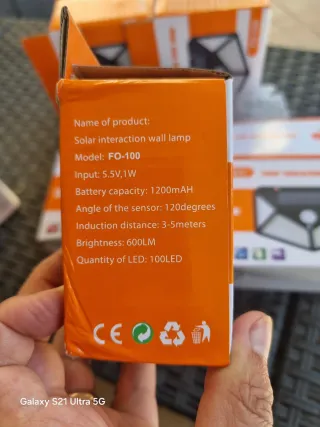 Name of product:
Solar interaction wall lamp
Model: FO-100
Input: 5.5V,1W
Battery capacity: 1200mAH
Angle of the sensor: 120degrees
Induction distance: 3-5meters
Brightness: 600LM
Quantity of LED: 100LED
CE
Galaxy S21 Ultra 5G